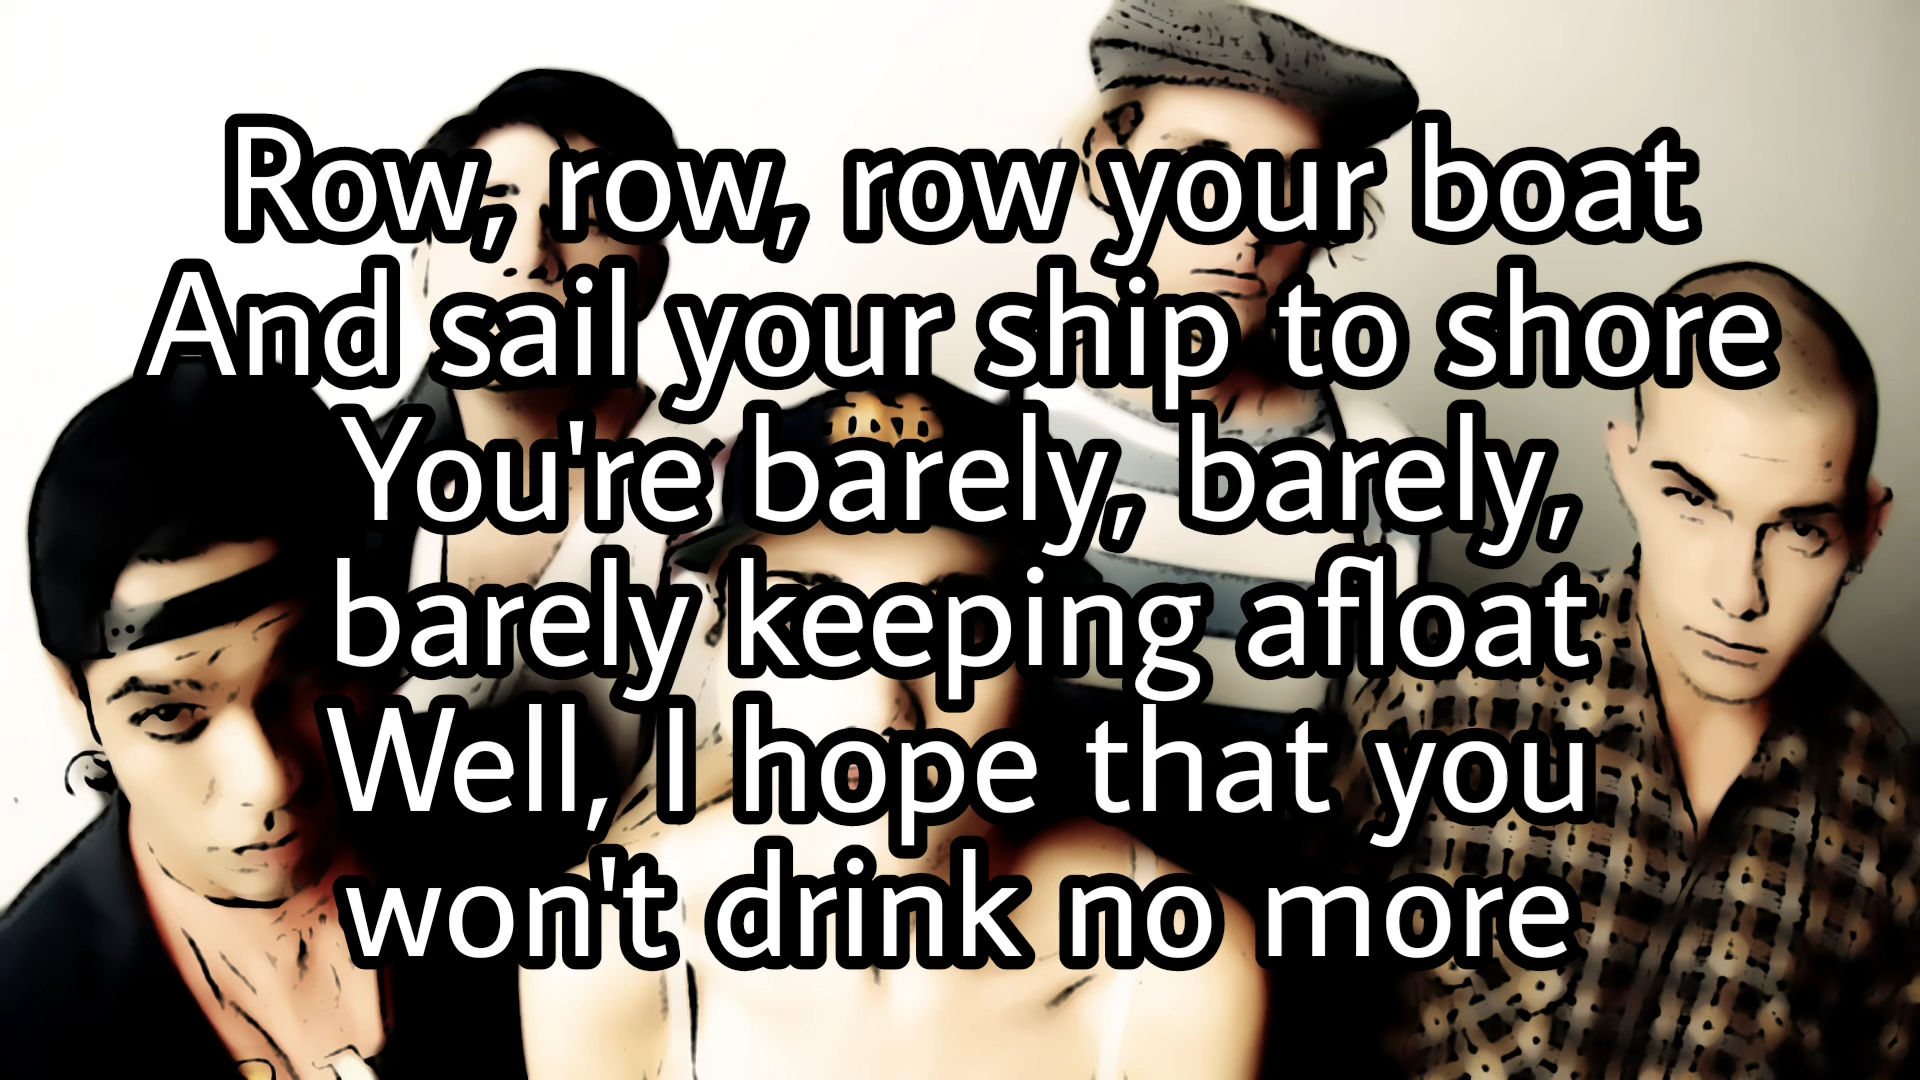 Row, row, row your boat
And sail your ship to shore
You're barely, barely,
barely keeping afloat
Well, I hope that you
won't drink no more